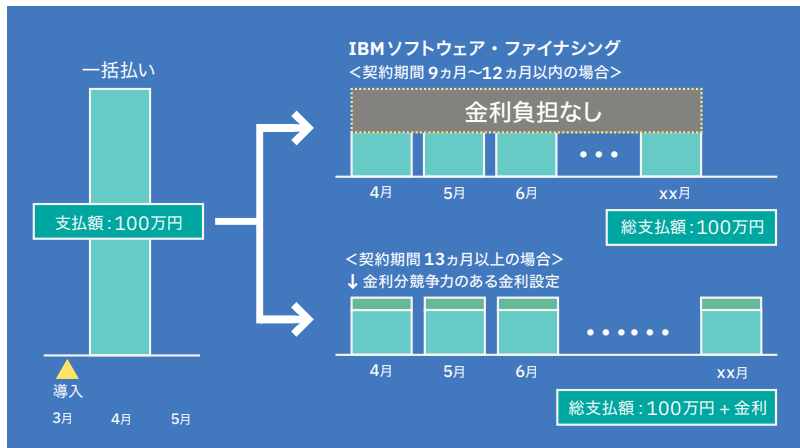 一括払い
支払額:100万円
導入
3月
4月
5月
IBMソフトウェア・ファイナシング
<契約期間9ヵ月~12ヵ月以内の場合>
金利負担なし
4月
5月
6月
•••
xx月
総支払額:100万円
<契約期間13ヵ月以上の場合>
↓金利分競争力のある金利設定
4月
5月
6月
••••••
xx月
総支払額:100万円+金利